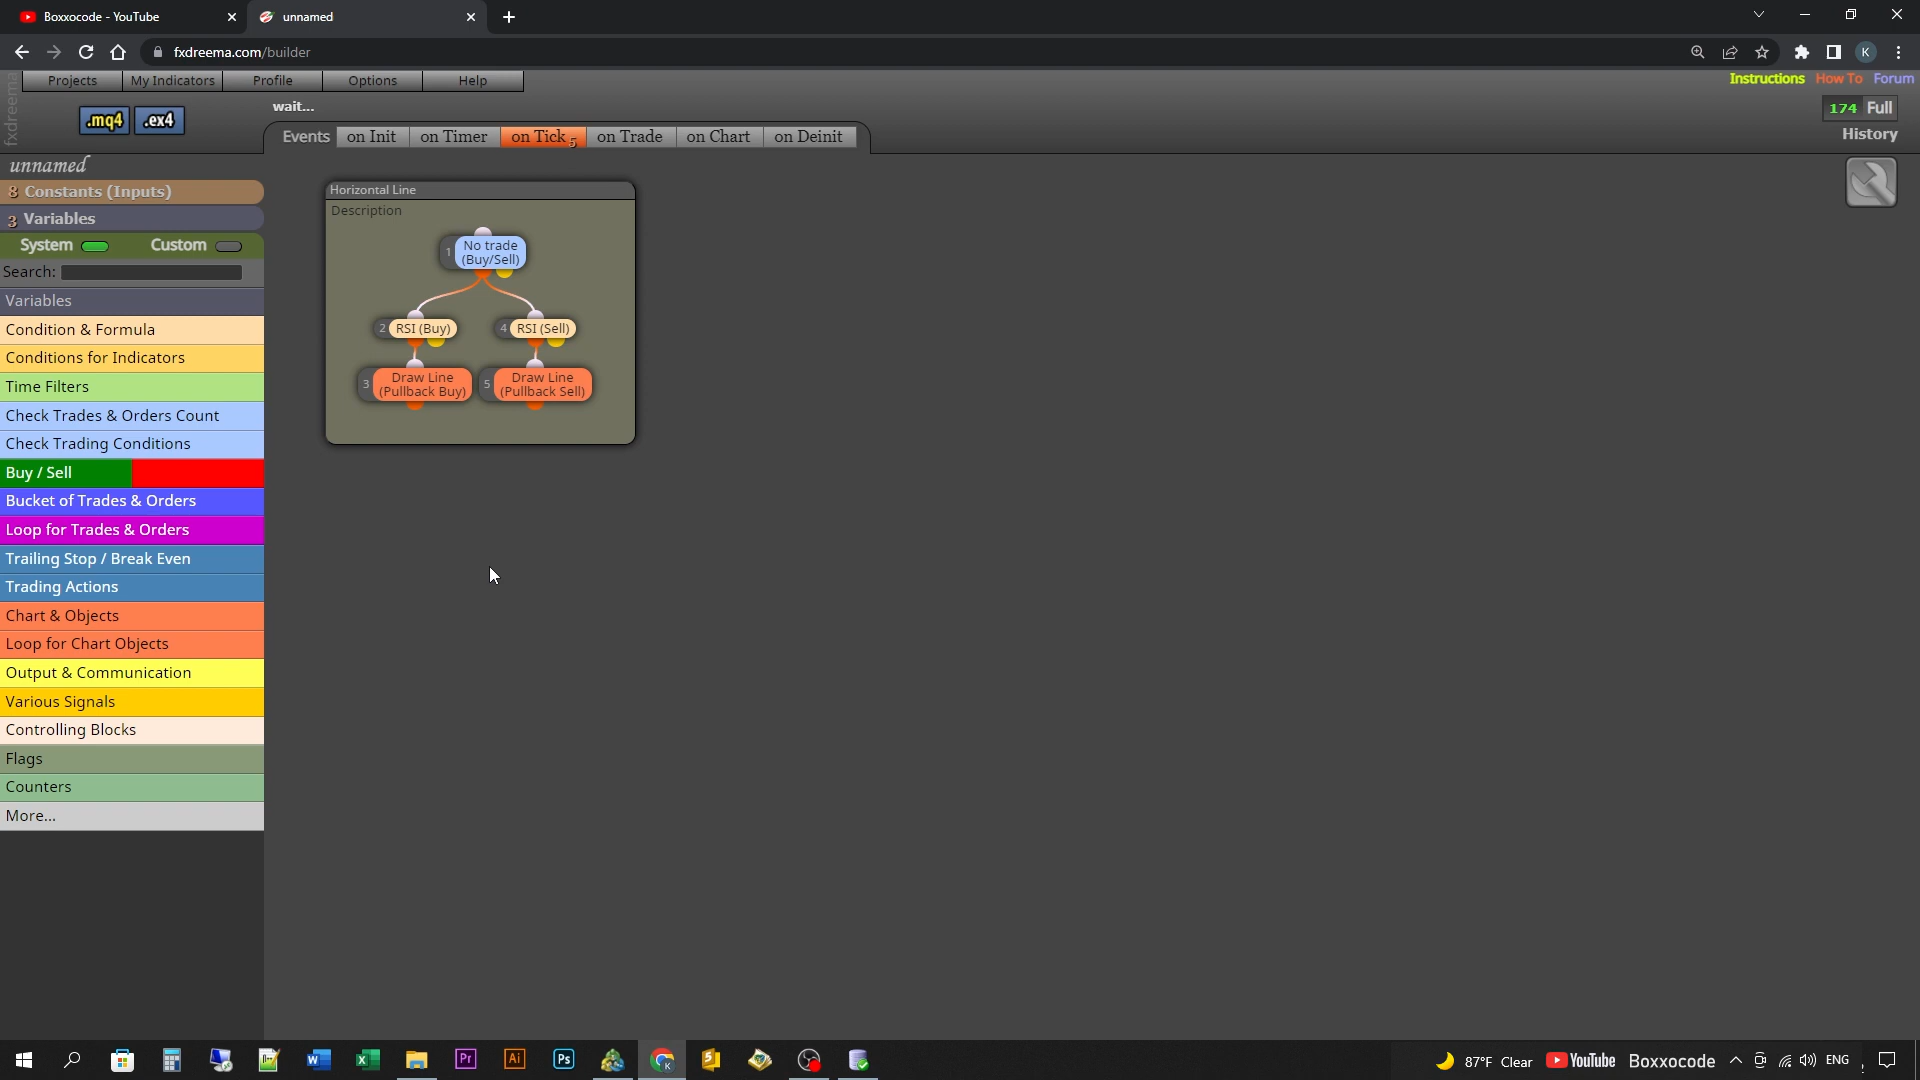 Boxxocode - YouTube
unnamed
fxdreema.com/builder
K
Projects
My Indicators
Profile
Options
Help
Instructions
How To
Forum
fxdreema
.mq4
.ex4
wait...
174 Full
History
Events
on Init
on Timer
on Tick 5
on Trade
on Chart
on Deinit
unnamed
8 Constants (Inputs)
3 Variables
System
Custom
Search:
Variables
Condition & Formula
Conditions for Indicators
Time Filters
Check Trades & Orders Count
Check Trading Conditions
Buy / Sell
Bucket of Trades & Orders
Loop for Trades & Orders
Trailing Stop / Break Even
Trading Actions
Chart & Objects
Loop for Chart Objects
Output & Communication
Various Signals
Controlling Blocks
Flags
Counters
More...
Horizontal Line
Description
1 No trade
(Buy/Sell)
2 RSI (Buy)
4 RSI (Sell)
3 Draw Line
(Pullback Buy)
5 Draw Line
(Pullback Sell)
W
X
Pr
Ai
Ps
K
5
87°F Clear
YouTube
Boxxocode
ENG